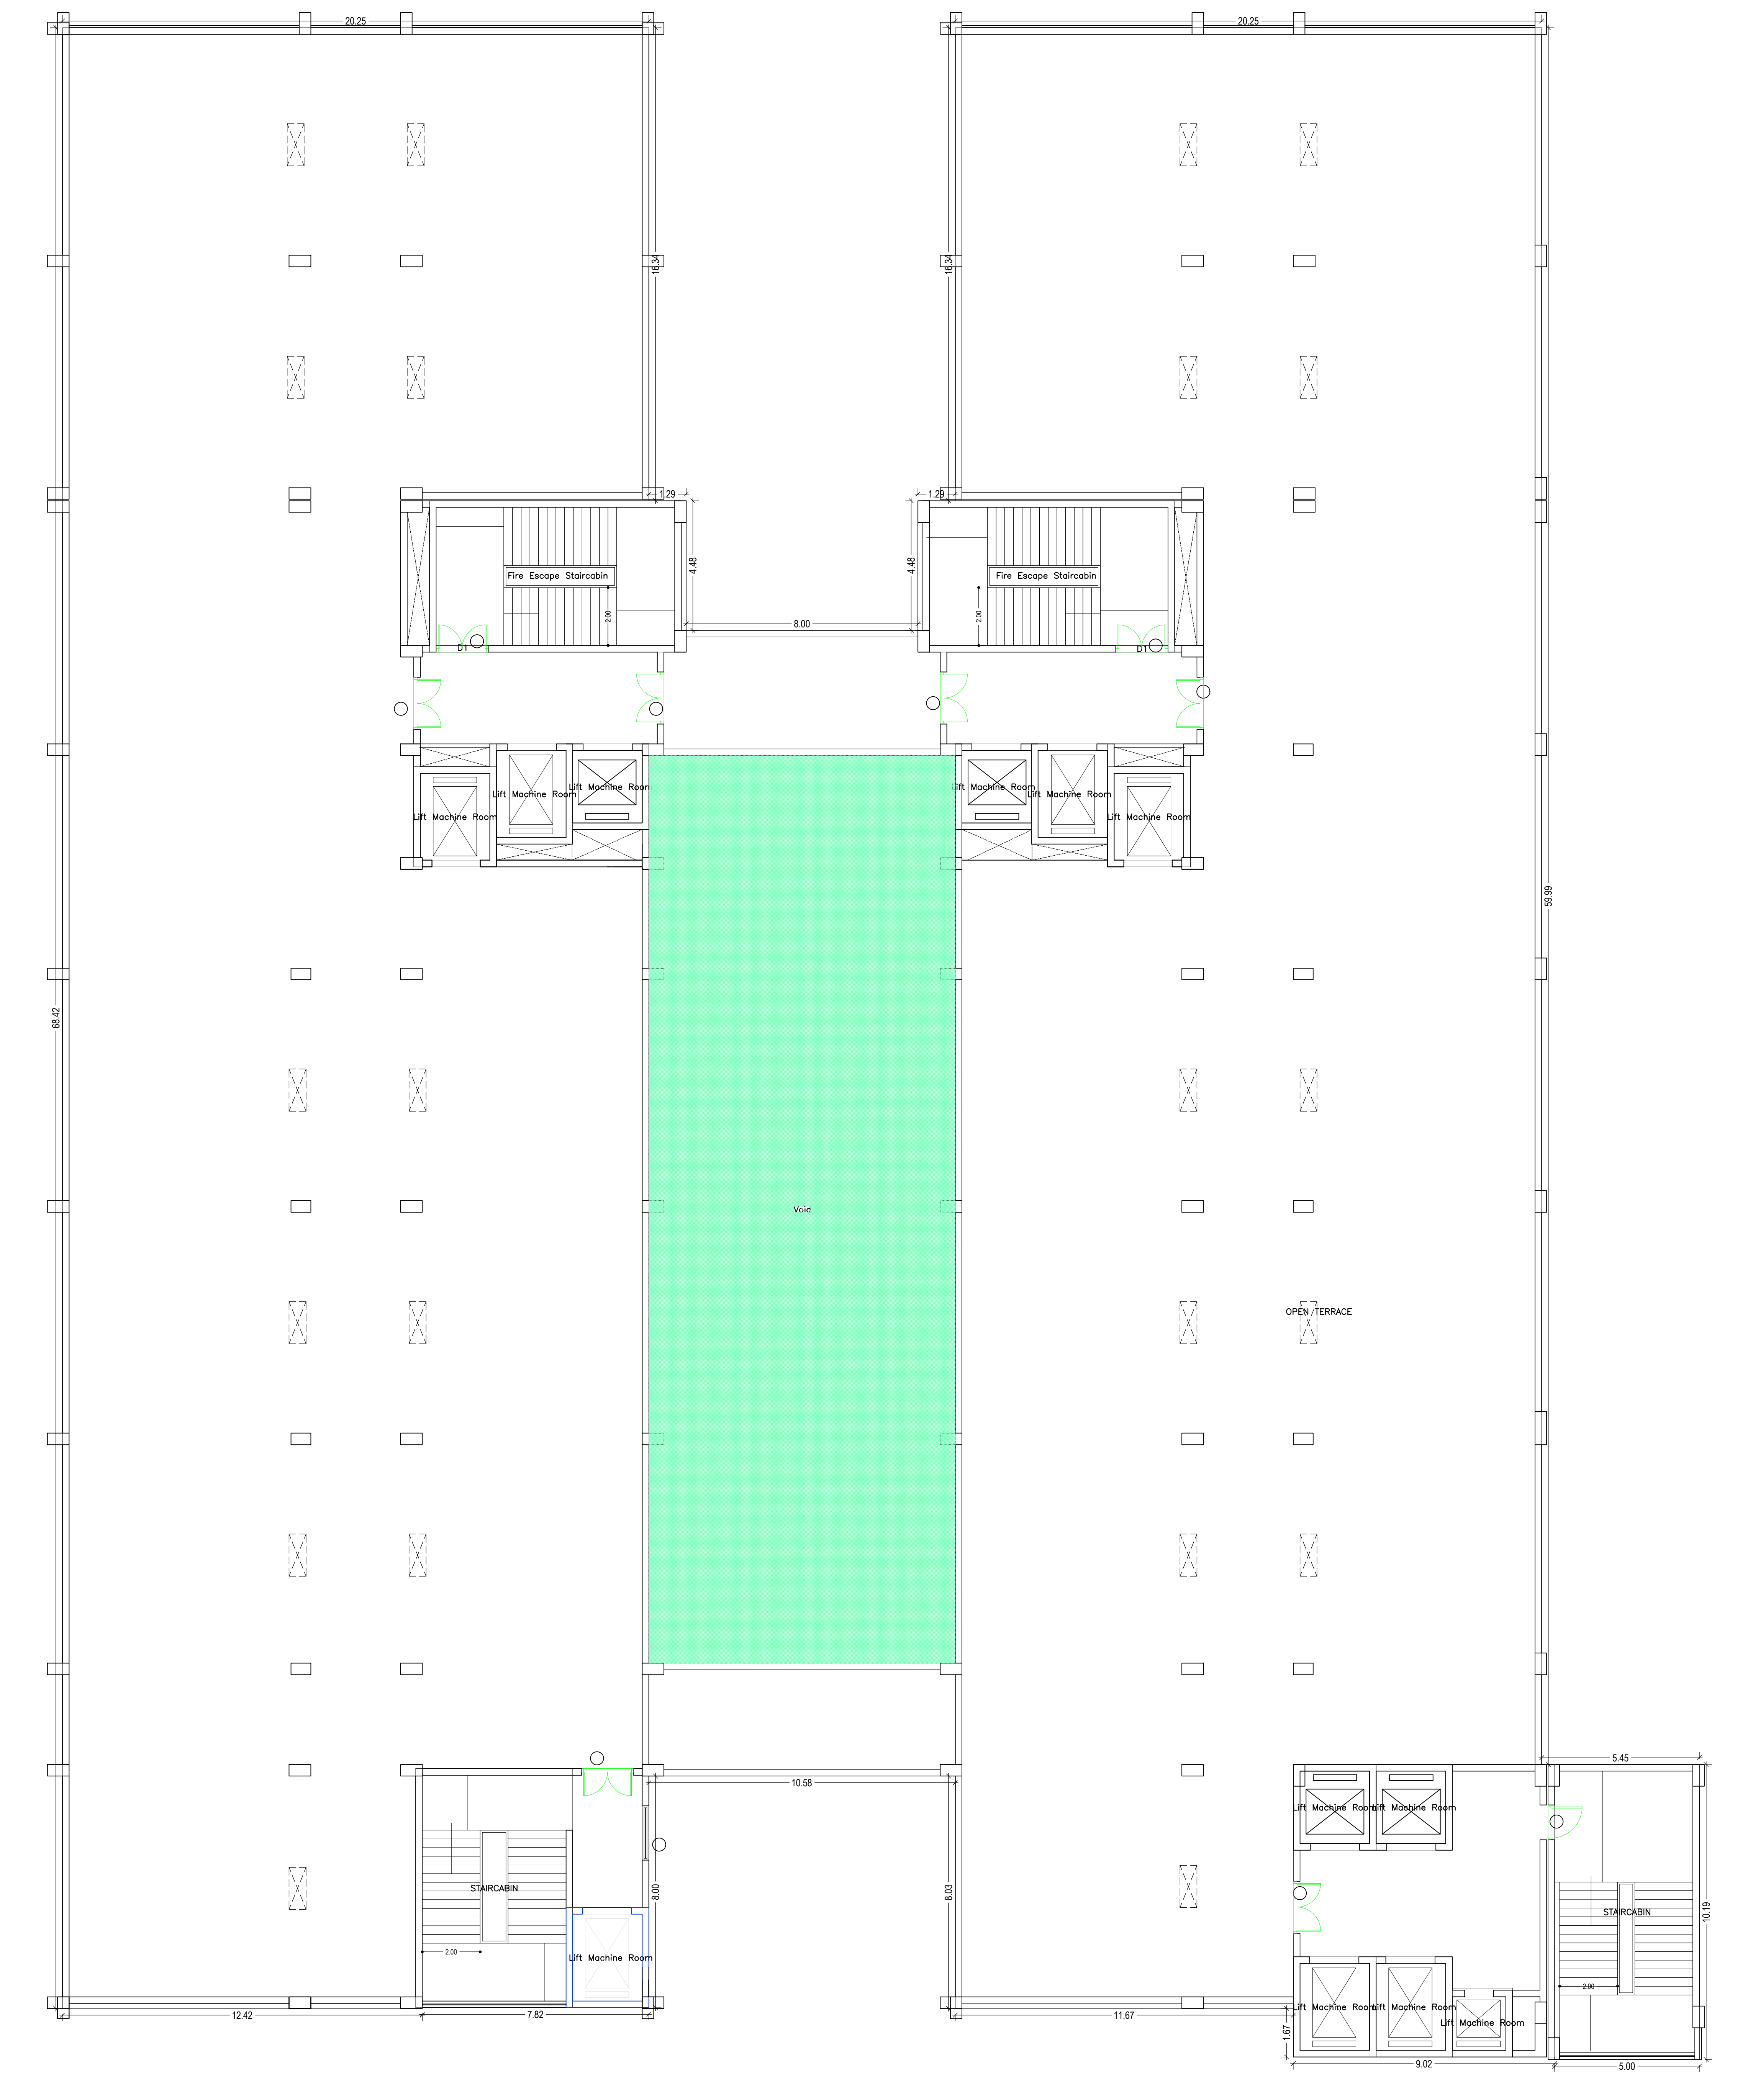 20.25
20.25
16.34
16.34
1.29
1.29
4.48
4.48
Fire Escape Staircabin
Fire Escape Staircabin
2.00
2.00
8.00
D1
D1
Lift Machine Room
Lift Machine Room
Lift Machine Room
Lift Machine Room
Lift Machine Room
Lift Machine Room
59.99
68.42
Void
OPEN /TERRACE
5.45
10.58
Lift Machine Room
Lift Machine Room
STAIRCABIN
8.00
8.03
STAIRCABIN
10.19
2.00
Lift Machine Room
2.00
Lift Machine Room
Lift Machine Room
Lift Machine Room
12.42
7.82
11.67
1.67
9.02
5.00